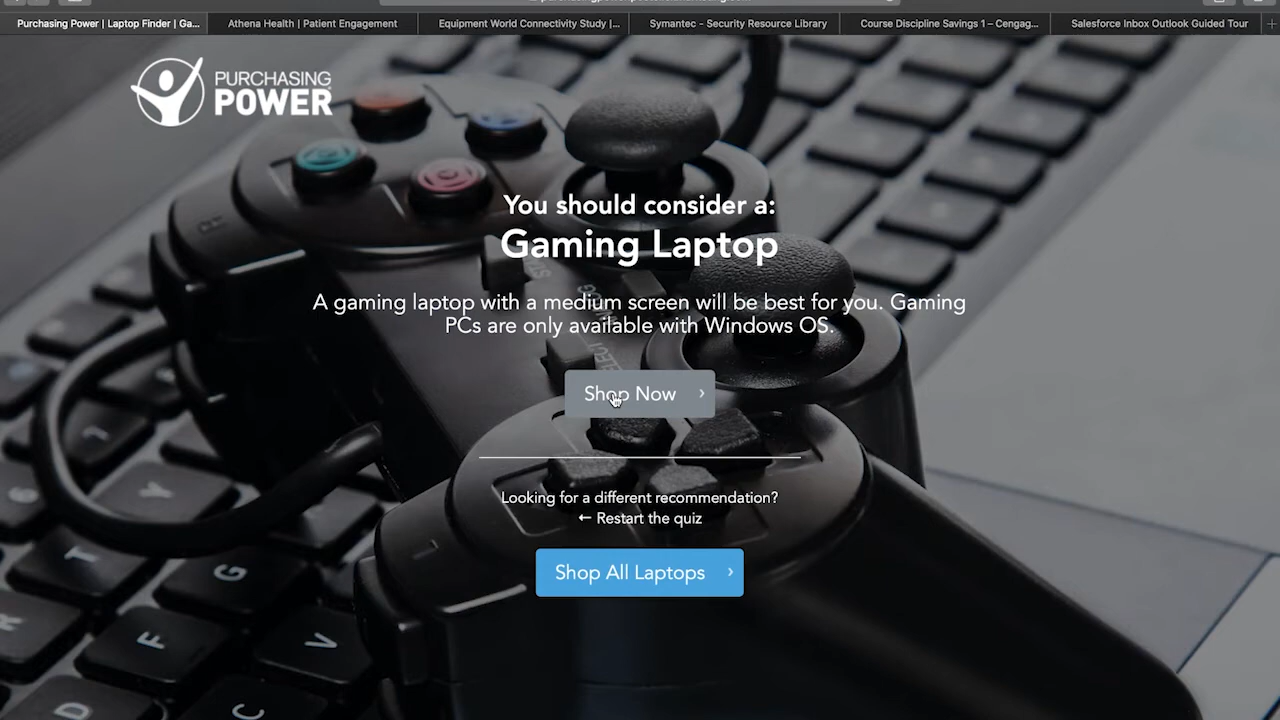 Purchasing Power | Laptop Finder | Ga...
Athena Health | Patient Engagement
Equipment World Connectivity Study |...
Symantec - Security Resource Library
Course Discipline Savings 1 – Cengag...
Salesforce Inbox Outlook Guided Tour
PURCHASING
POWER
You should consider a:
Gaming Laptop
A gaming laptop with a medium screen will be best for you. Gaming
PCs are only available with Windows OS.
Shop Now
Looking for a different recommendation?
← Restart the quiz
Shop All Laptops
T
Y
G
F
V
R
D
C
L